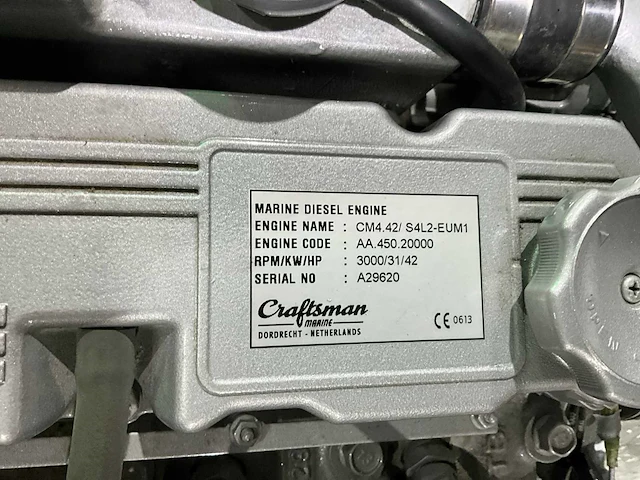 MARINE DIESEL ENGINE
ENGINE NAME : CM4.42/ S4L2-EUM1
ENGINE CODE : AA.450.20000
RPM/KW/HP : 3000/31/42
SERIAL NO : A29620
Craftsman
MARINE
DORDRECHT - NETHERLANDS
CE 0613